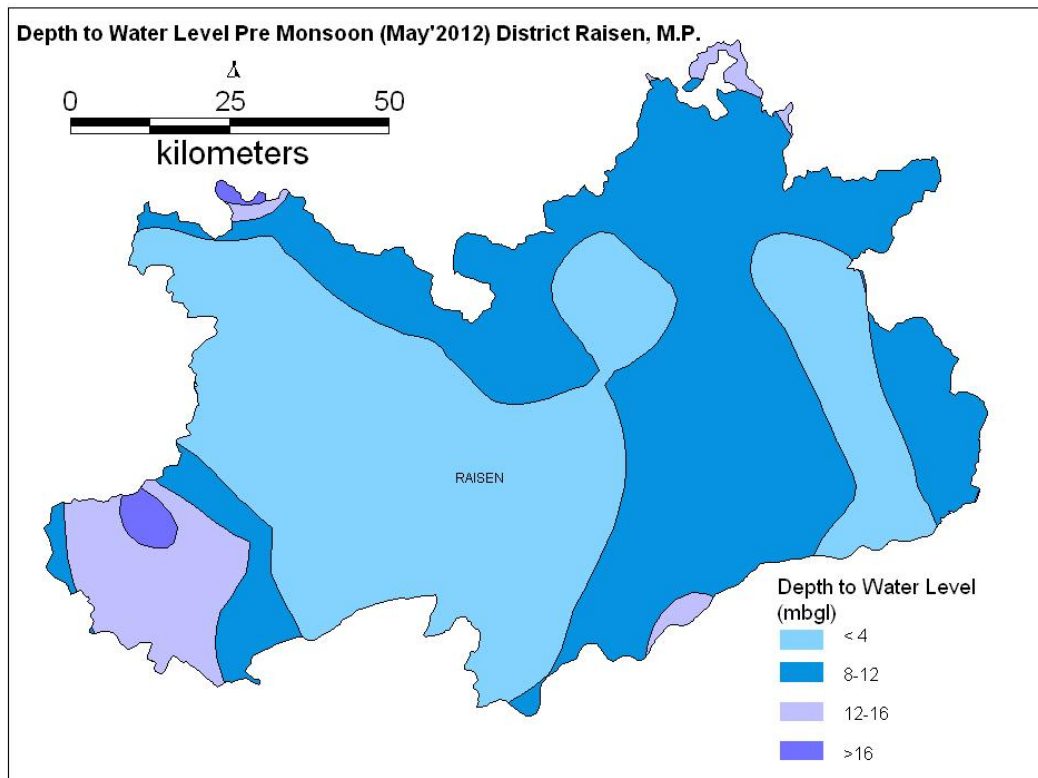 Depth to Water Level Pre Monsoon (May'2012) District Raisen, M.P.
0 25 50
kilometers
RAISEN
Depth to Water Level
(mbgl)
< 4
8-12
12-16
>16